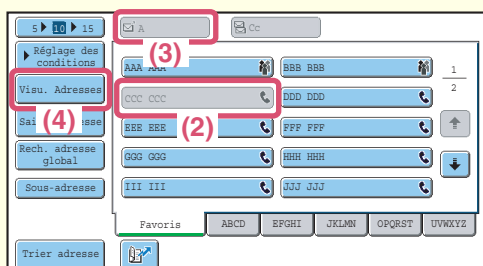 5 10 15
A
Cc
(3)
Réglage des
conditions
AAA AAA
BBB BBB
1
2
Visu. Adresses
CCC CCC
DDD DDD
(4)
(2)
EEE EEE
FFF FFF
Rech. adresse
global
GGG GGG
HHH HHH
Sous-adresse
III III
JJJ JJJ
Favoris
ABCD
EFGHI
JKLMN
OPQRST
UVWXYZ
Trier adresse